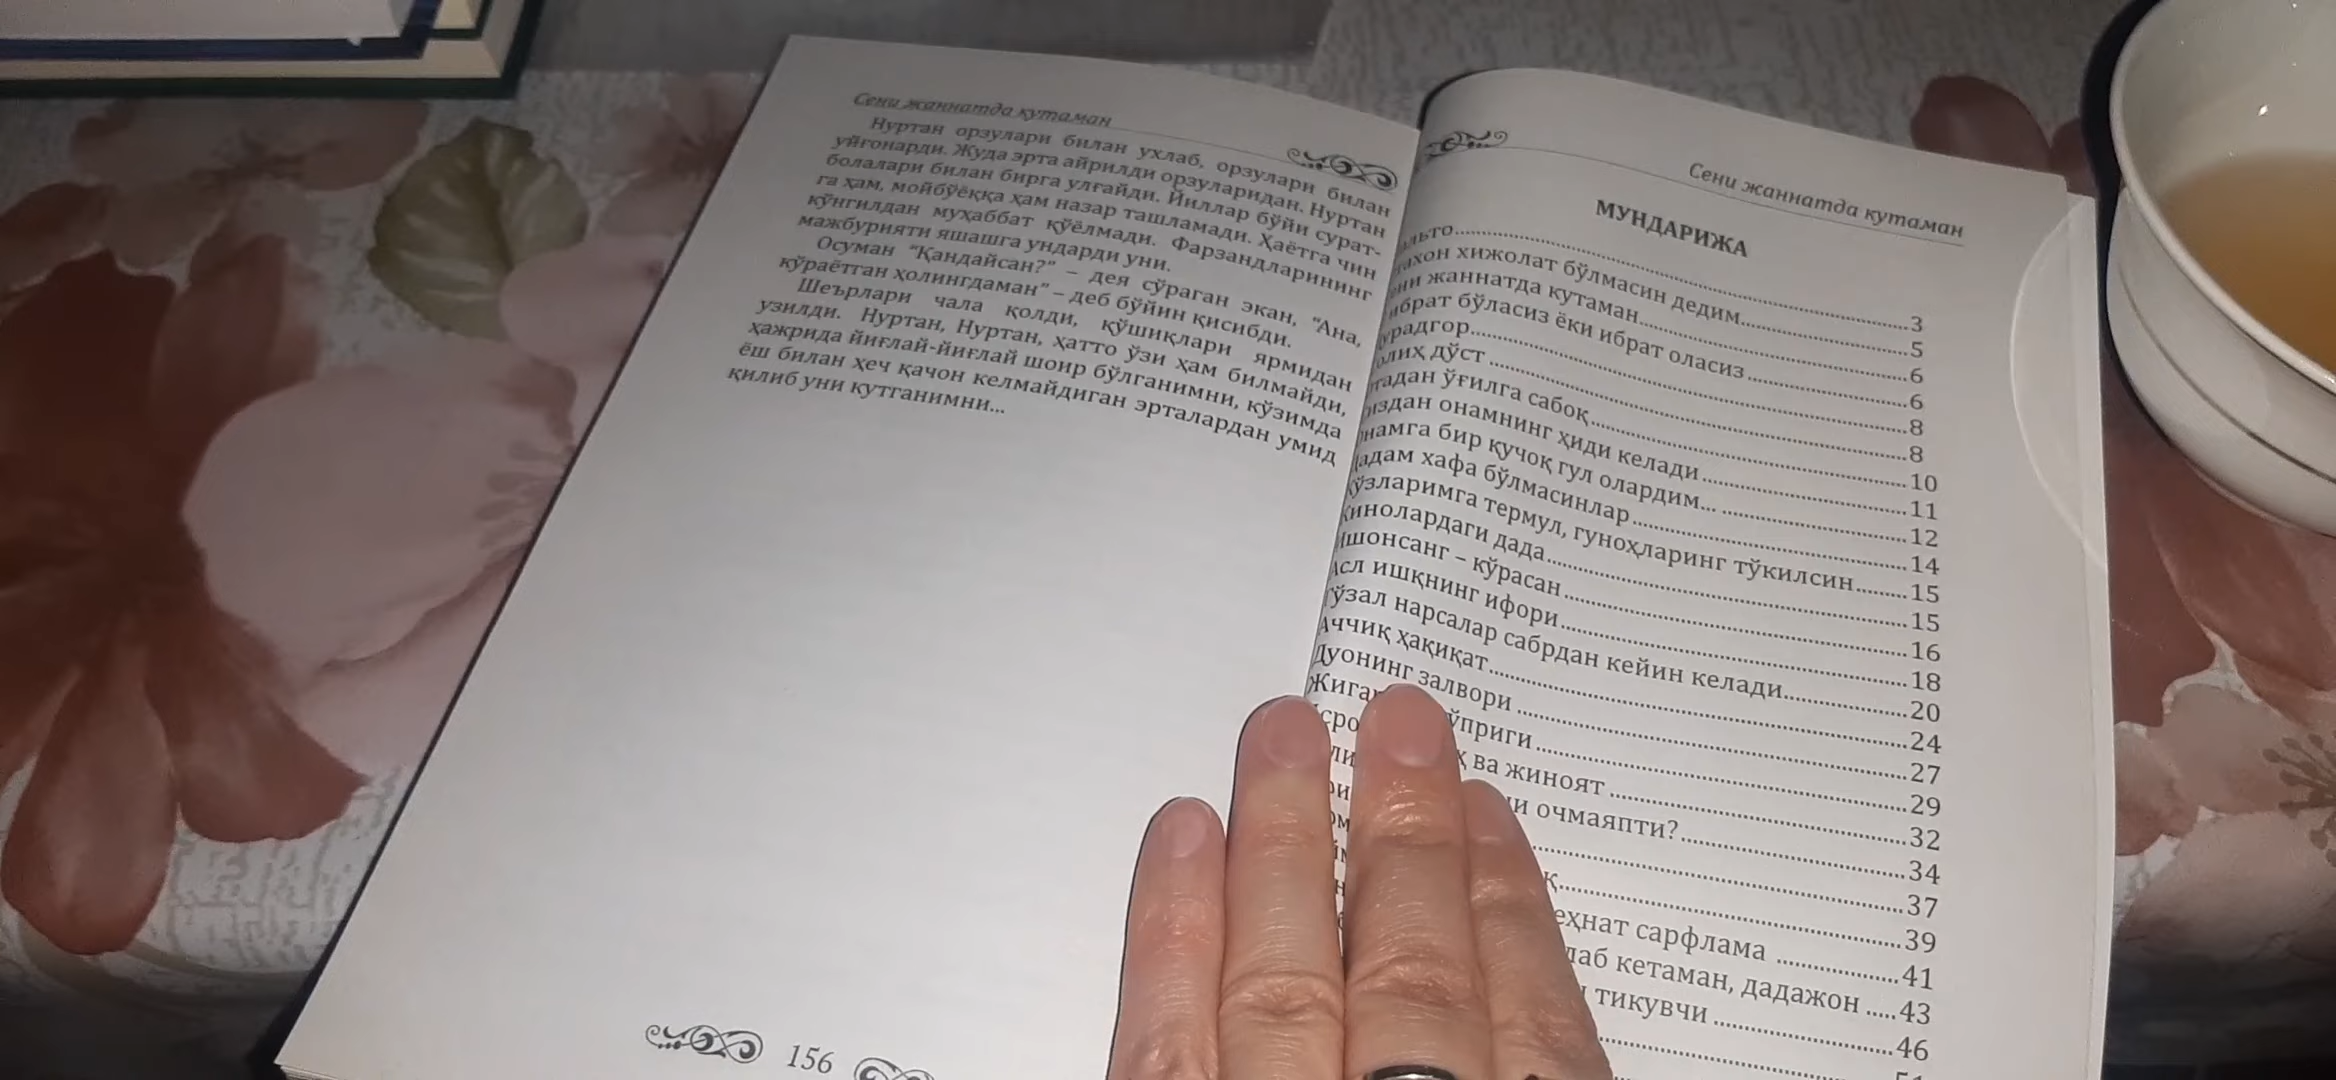 Сени жаннатда кутаман
Нуртан орзулари билан ухлаб, орзулари билан
уйғонарди. Жуда эрта айрилди орзуларидан. Нуртан
болалари билан бирга улғайди. Йиллар бўйи сурат-
га ҳам, мойбўёққа ҳам назар ташламади. Ҳаётга чин
кўнгилдан муҳаббат қўёлмади. Фарзандларининг
мажбурияти яшашга ундарди уни.
Осуман “Қандайсан?” – дея сўраган экан, “Ана,
кўраётган ҳолингдаман” – деб бўйин қисибди.
Шеърлари чала қолди, қўшиқлари ярмидан
узилди. Нуртан, Нуртан, ҳатто ўзи ҳам билмайди,
ҳажрида йиғлай-йиғлай шоир бўлганимни, кўзимда
ёш билан ҳеч қачон келмайдиган эрталардан умид
қилиб уни кутганимни...
156
Сени жаннатда кутаман
МУНДАРИЖА
3
хижолат бўлмасин дедим 5
жаннатда кутаман 6
бўласиз ёки ибрат оласиз 6
8
дўст 8
ўғилга сабоқ 10
онамнинг ҳиди келади 11
бир қучоқ гул олардим... 12
хафа бўлмасинлар 14
термул, гуноҳларинг тўкилсин 15
дада 15
– кўрасан 16
ишқнинг ифори 18
нарсалар сабрдан кейин келади 20
Аччиқ ҳақиқат 24
Дуонинг залвори 27
29
ва жиноят 32
очмаяпти? 34
37
39
сарфлама 41
кетаман, дадажон 43
тикувчи 46